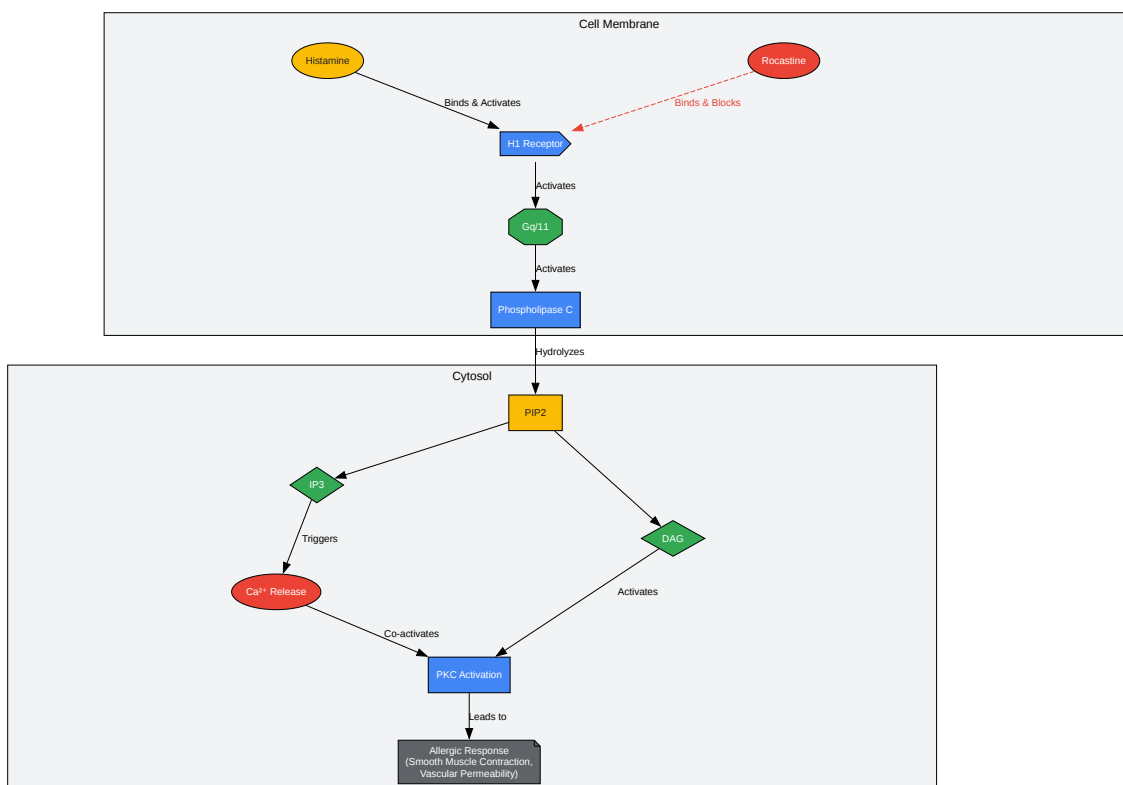 Cell Membrane
Histamine
Rocastine
Binds & Activates
Binds & Blocks
H1 Receptor
Activates
Gq/11
Activates
Phospholipase C
Hydrolyzes
Cytosol
PIP2
IP3
DAG
Triggers
Ca²⁺ Release
Activates
Co-activates
PKC Activation
Leads to
Allergic Response
(Smooth Muscle Contraction,
Vascular Permeability)